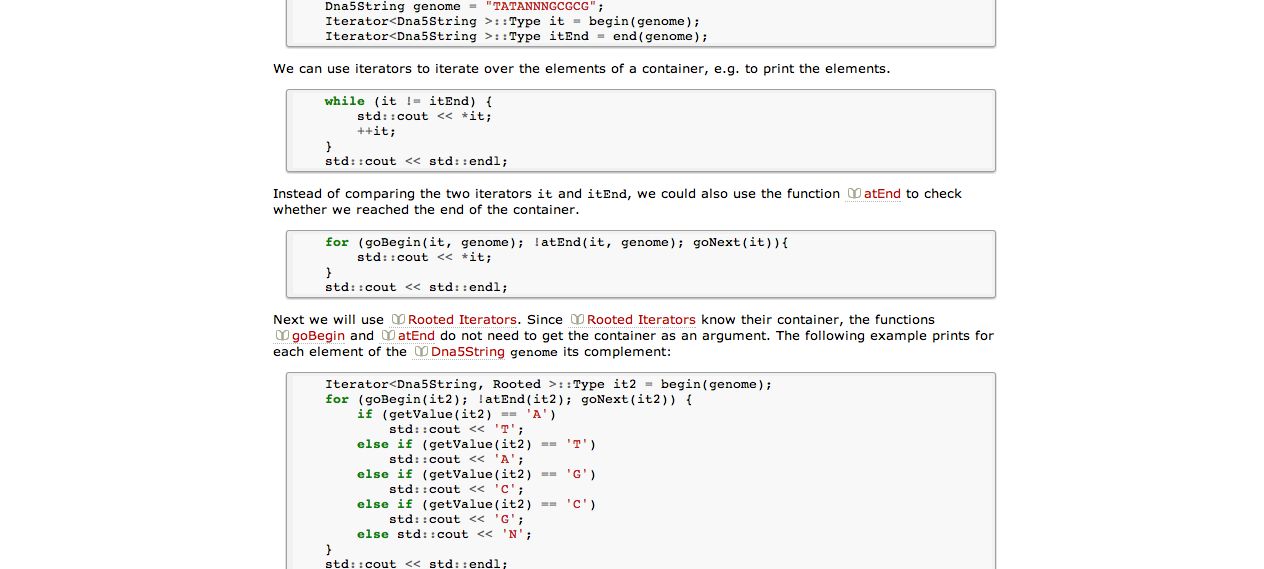 Dna5String genome = "TATANNNGCGCG";
Iterator<Dna5String >::Type it = begin(genome);
Iterator<Dna5String >::Type itEnd = end(genome);
We can use iterators to iterate over the elements of a container, e.g. to print the elements.
while (it != itEnd) {
std::cout << *it;
++it;
}
std::cout << std::endl;
Instead of comparing the two iterators it and itEnd, we could also use the function atEnd to check
whether we reached the end of the container.
for (goBegin(it, genome); !atEnd(it, genome); goNext(it)){
std::cout << *it;
}
std::cout << std::endl;
Next we will use Rooted Iterators. Since Rooted Iterators know their container, the functions
goBegin and atEnd do not need to get the container as an argument. The following example prints for
each element of the Dna5String genome its complement:
Iterator<Dna5String, Rooted >::Type it2 = begin(genome);
for (goBegin(it2); !atEnd(it2); goNext(it2)) {
if (getValue(it2) == 'A')
std::cout << 'T';
else if (getValue(it2) == 'T')
std::cout << 'A';
else if (getValue(it2) == 'G')
std::cout << 'C';
else if (getValue(it2) == 'C')
std::cout << 'G';
else std::cout << 'N';
}
std::cout << std::endl;